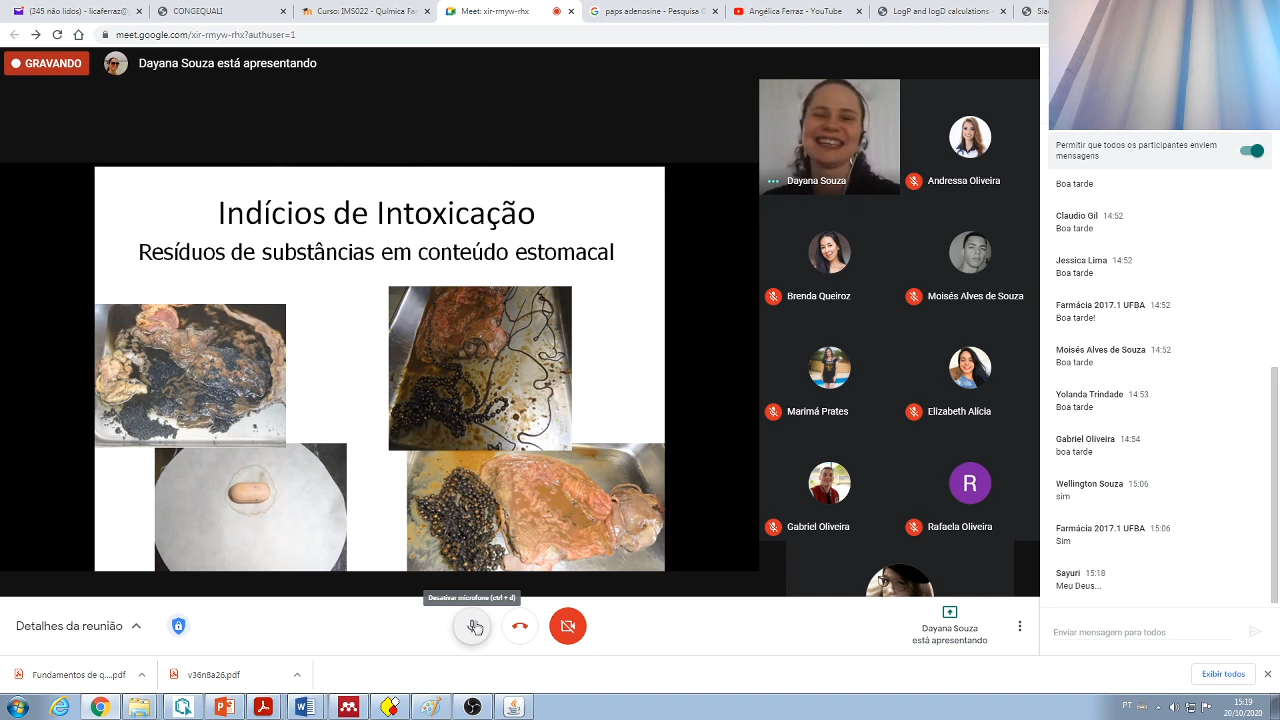 (345 não lidos) - licaferraz@
CONGEQUALI
Curso: IMS022 - Química Far
Meet: xir-rmyw-rhx
paps adenosine - Pesquisa G
Angélica Ferraz - YouTube
LogP and logD calculations
meet.google.com/xir-rmyw-rhx?authuser=1
GRAVANDO
Dayana Souza está apresentando
Indícios de Intoxicação
Resíduos de substâncias em conteúdo estomacal
Dayana Souza
Andressa Oliveira
Brenda Queiroz
Moisés Alves de Souza
Marimá Prates
Elizabeth Alícia
Gabriel Oliveira
R
Rafaela Oliveira
Permitir que todos os participantes enviem
mensagens
Boa tarde
Claudio Gil 14:52
Boa tarde
Jessica Lima 14:52
Boa tarde
Farmácia 2017.1 UFBA 14:52
Boa tarde!
Moisés Alves de Souza 14:52
Boa tarde
Yolanda Trindade 14:53
Boa tarde
Gabriel Oliveira 14:54
boa tarde
Wellington Souza 15:06
sim
Farmácia 2017.1 UFBA 15:06
Sim
Sayuri 15:18
Meu Deus...
Enviar mensagem para todos
Desativar microfone (ctrl + d)
Detalhes da reunião
Dayana Souza
está apresentando
Fundamentos de q....pdf
v36n8a26.pdf
Exibir todos
PT
15:19
20/10/2020